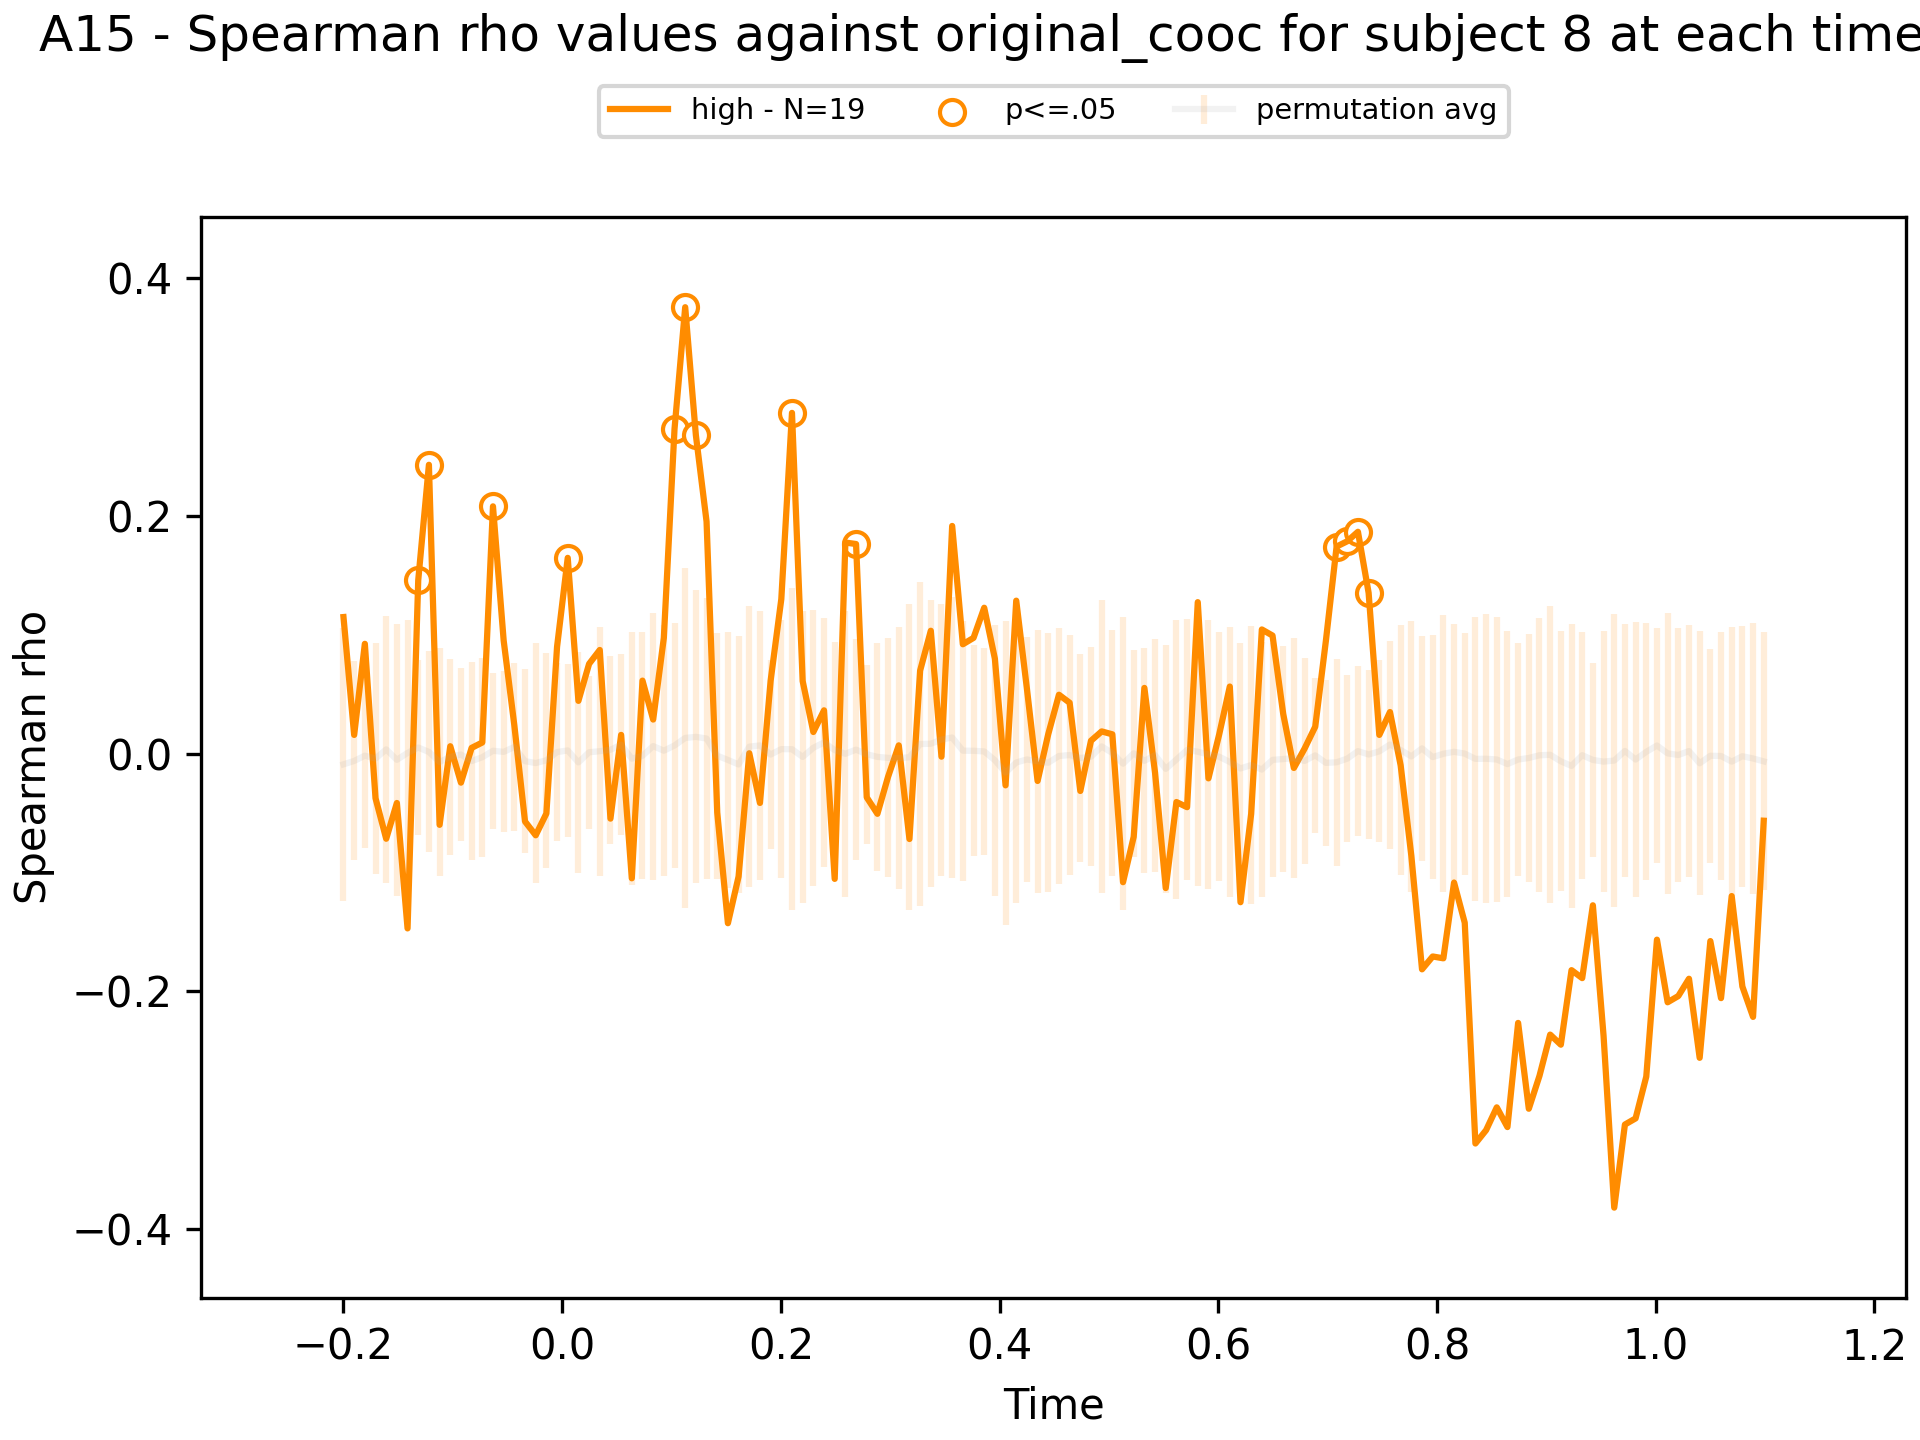 A15 - Spearman rho values against original_cooc for subject 8 at each time
high - N=19 p<=.05 permutation avg
Spearman rho
0.4
0.2
0.0
−0.2
−0.4
−0.2 0.0 0.2 0.4 0.6 0.8 1.0 1.2
Time